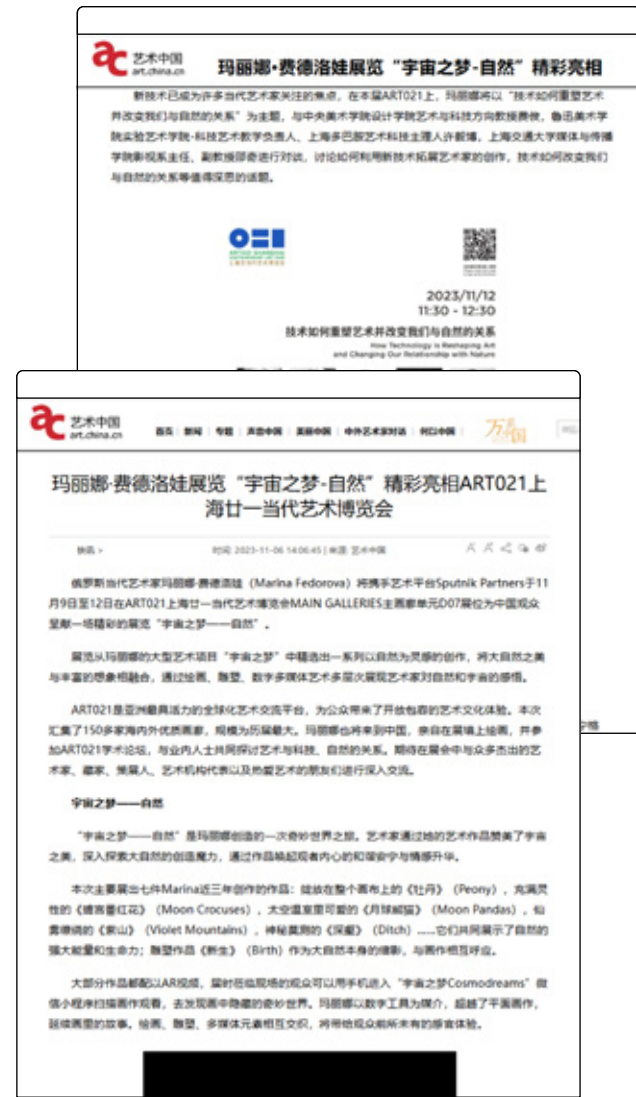 艺术中国
art.china.cn
玛丽娜·费德洛娃展览“宇宙之梦-自然”精彩亮相
新技术已成为许多当代艺术家关注的焦点，在本届ART021上，玛丽娜将以“技术如何重塑艺术
并改变我们与自然的关系”为主题，与中央美术学院设计学院艺术与科技方向教授费俊，鲁迅美术学
院实验艺术学院·科技艺术教学负责人、上海多巴胺艺术科技主理人许毅博，上海交通大学媒体与传播
学院影视系主任、副教授邵奇进行对谈，讨论如何利用新技术拓展艺术家的创作，技术如何改变我们
与自然的关系等值得深思的话题。
2023/11/12
11:30 - 12:30
技术如何重塑艺术并改变我们与自然的关系
How Technology is Reshaping Art
and Changing Our Relationship with Nature
艺术中国
art.china.cn
首页 新闻 专题 声音中国 美丽中国 中外艺术家对话 何以中国
玛丽娜·费德洛娃展览“宇宙之梦-自然”精彩亮相ART021上
海廿一当代艺术博览会
快讯 >
时间: 2023-11-06 14:06:45 | 来源: 艺术中国
俄罗斯当代艺术家玛丽娜·费德洛娃（Marina Fedorova）将携手艺术平台Sputnik Partners于11
月9日至12日在ART021上海廿一当代艺术博览会MAIN GALLERIES主画廊单元D07展位为中国观众
呈献一场精彩的展览“宇宙之梦——自然”。
展览从玛丽娜的大型艺术项目“宇宙之梦”中精选出一系列以自然为灵感的创作，将大自然之美
与丰富的想象相融合，通过绘画、雕塑、数字多媒体艺术多层次展现艺术家对自然和宇宙的感悟。
ART021是亚洲最具活力的全球化艺术交流平台，为公众带来了开放包容的艺术文化体验。本次
汇集了150多家海内外优质画廊，规模为历届最大。玛丽娜也将来到中国，亲自在展墙上绘画，并参
加ART021学术论坛，与业内人士共同探讨艺术与科技、自然的关系。期待在展会中与众多杰出的艺
术家、藏家、策展人、艺术机构代表以及热爱艺术的朋友们进行深入交流。
宇宙之梦——自然
“宇宙之梦——自然”是玛丽娜创造的一次奇妙世界之旅。艺术家通过她的艺术作品赞美了宇宙
之美，深入探索大自然的创造魔力，通过作品唤起观者内心的和谐安宁与情感升华。
本次主要展出七件Marina近三年创作的作品：绽放在整个画布上的《牡丹》（Peony），充满灵
性的《蟾宫番红花》（Moon Crocuses），太空温室里可爱的《月球熊猫》（Moon Pandas），仙
雾缭绕的《紫山》（Violet Mountains），神秘莫测的《深壑》（Ditch）……它们共同展示了自然的
强大能量和生命力；雕塑作品《新生》（Birth）作为大自然本身的缩影，与画作相互呼应。
大部分作品都配以AR视频，届时莅临现场的观众可以用手机进入“宇宙之梦Cosmodreams”微
信小程序扫描画作观看，去发现画中隐藏的奇妙世界。玛丽娜以数字工具为媒介，超越了平面画作，
延续画里的故事。绘画、雕塑、多媒体元素相互交织，将带给观众前所未有的感官体验。